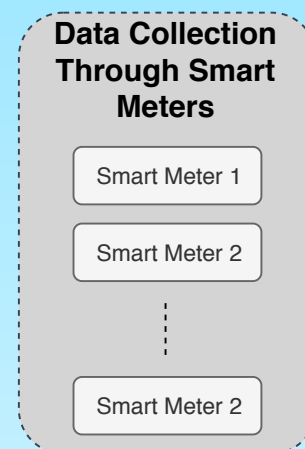 Data Collection
Through Smart
Meters
Smart Meter 1
Smart Meter 2
Smart Meter 2